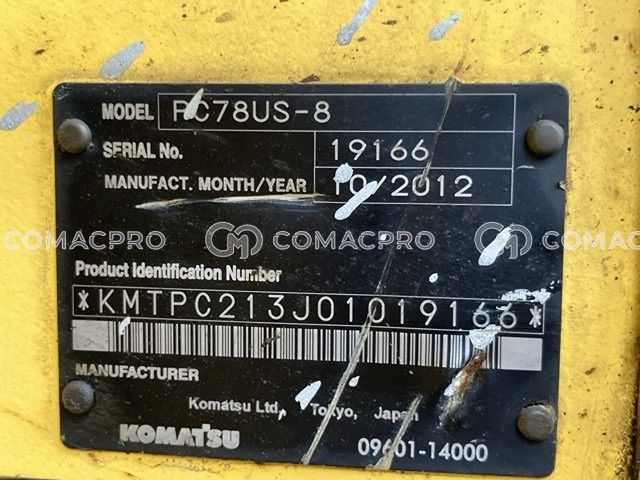 MODEL PC78US-8
SERIAL No. 19166
MANUFACT. MONTH/YEAR 10/2012
COMACPRO COMACPRO COMACPRO
Product Identification Number
*KMTPC213J01019166*
MANUFACTURER
Komatsu Ltd, Tokyo, Japan
KOMATSU 09601-14000